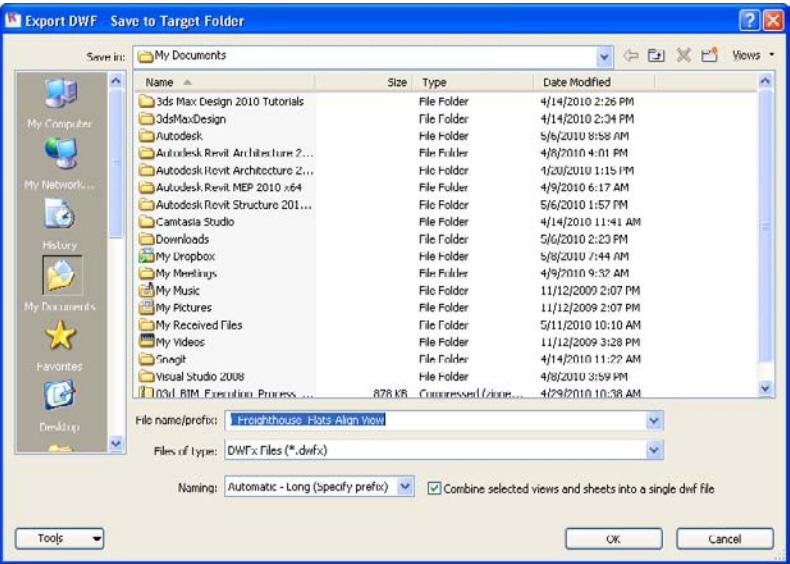 Export DWF - Save to Target Folder
Save in: My Documents Views
Name Size Type Date Modified
3ds Max Design 2010 Tutorials File Folder 4/14/2010 2:26 PM
3dsMaxDesign File Folder 4/14/2010 2:34 PM
Autodesk File Folder 5/6/2010 8:58 AM
Autodesk Revit Architecture 2... File Folder 4/8/2010 4:01 PM
Autodesk Revit Architecture 2... File Folder 4/20/2010 1:15 PM
Autodesk Revit MEP 2010 x64 File Folder 4/9/2010 6:17 AM
Autodesk Revit Structure 201... File Folder 5/6/2010 1:57 PM
Camtasia Studio File Folder 4/14/2010 11:41 AM
Downloads File Folder 5/6/2010 2:23 PM
My Dropbox File Folder 5/8/2010 7:44 AM
My Meetings File Folder 4/9/2010 9:32 AM
My Music File Folder 11/12/2009 2:07 PM
My Pictures File Folder 11/12/2009 2:07 PM
My Received Files File Folder 5/11/2010 10:10 AM
My Videos File Folder 11/12/2009 3:28 PM
Snagit File Folder 4/14/2010 11:22 AM
Visual Studio 2008 File Folder 4/8/2010 3:59 PM
03d_BIM_Execution_Process_... 878 KB Compressed (zippe... 4/29/2010 10:38 AM
My Computer
My Network...
History
My Documents
Favorites
Desktop
File name/prefix: Freighthouse Flats-Align View
Files of type: DWFx Files (*.dwfx)
Naming: Automatic - Long (Specify prefix) Combine selected views and sheets into a single dwf file
Tools OK Cancel